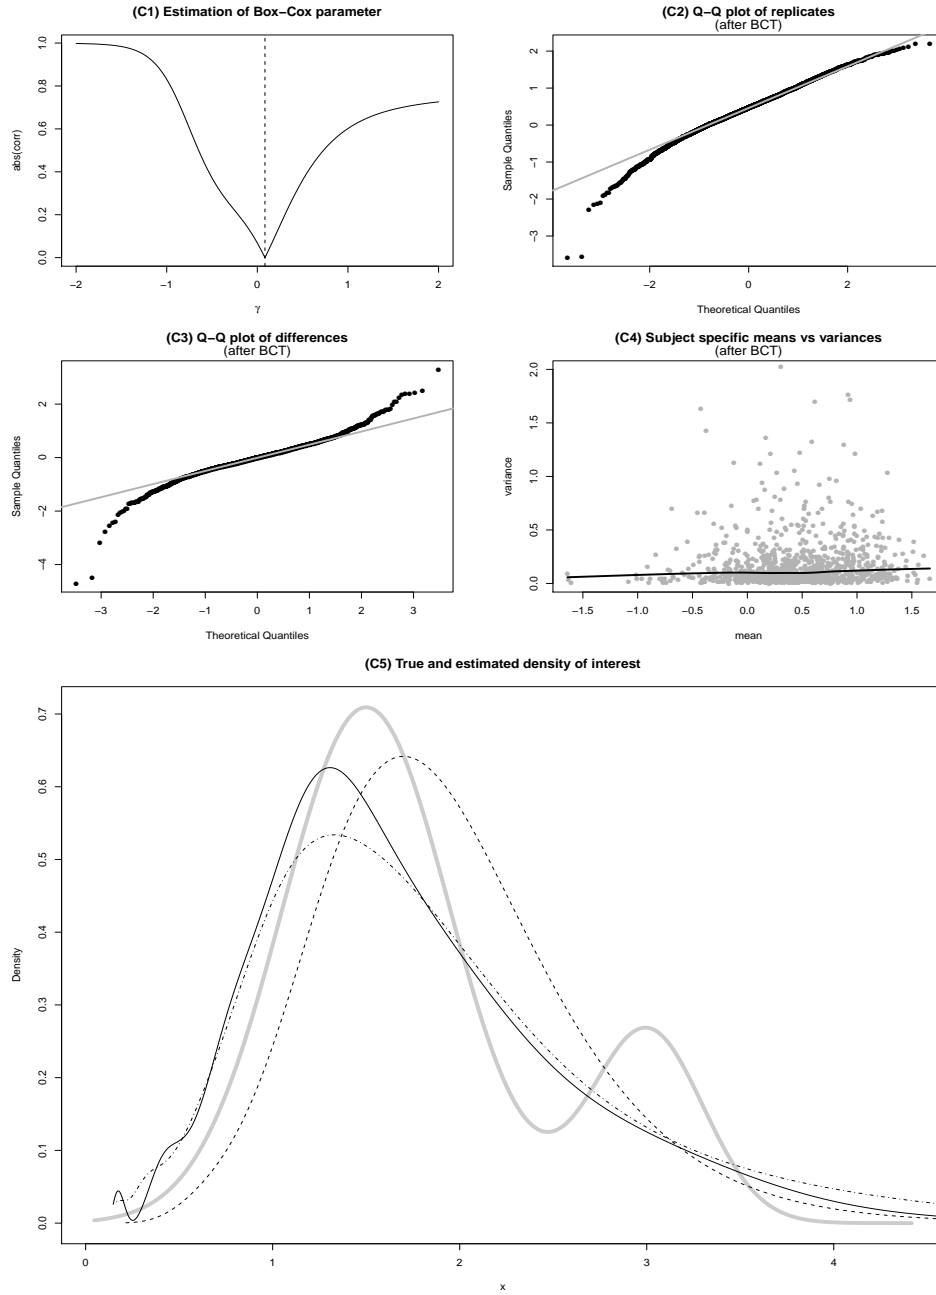 (C1) Estimation of Box−Cox parameter
abs(corr)
1.0
0.8
0.6
0.4
0.2
0.0
−2 −1 0 1 2
γ
(C2) Q−Q plot of replicates
(after BCT)
Sample Quantiles
2
1
0
−1
−2
−3
−2 0 2
Theoretical Quantiles
(C3) Q−Q plot of differences
(after BCT)
Sample Quantiles
2
0
−2
−4
−3 −2 −1 0 1 2 3
Theoretical Quantiles
(C4) Subject specific means vs variances
(after BCT)
variance
2.0
1.5
1.0
0.5
0.0
−1.5 −1.0 −0.5 0.0 0.5 1.0 1.5
mean
(C5) True and estimated density of interest
Density
0.7
0.6
0.5
0.4
0.3
0.2
0.1
0.0
0 1 2 3 4
x